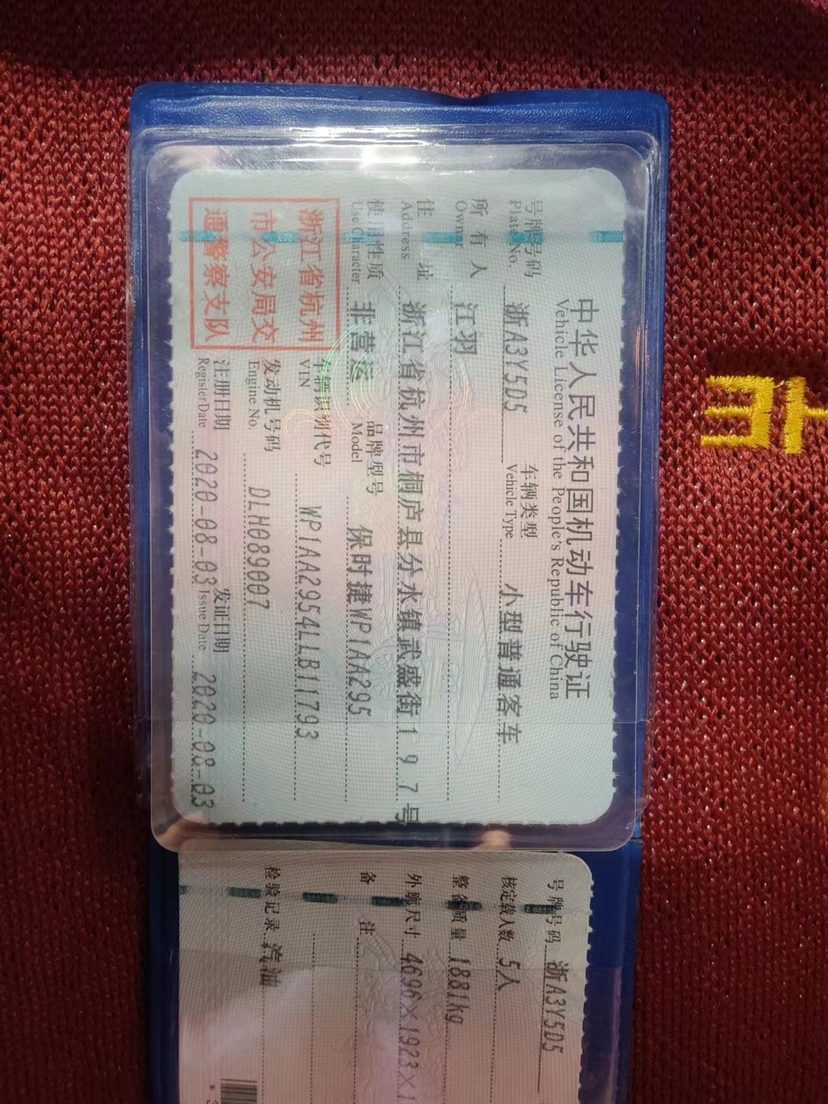 中华人民共和国机动车行驶证
Vehicle License of the People's Republic of China
号牌号码 浙A3Y5D5 车辆类型 小型普通客车
Plate No. Vehicle Type
所有人 江羽
Owner
住址 浙江省杭州市桐庐县分水镇武盛街197号
Address
使用性质 非营运 品牌型号 保时捷WP1AA295
Use Character Model
浙江省杭州
市公安局交
通警察支队
车辆识别代号 WP1AA2954LLB11793
VIN
发动机号码 DLH089007
Engine No.
注册日期 2020-08-03 发证日期 2020-08-03
Register Date Issue Date
号牌号码 浙A3Y5D5
核定载人数 5人
整备质量 1881kg
外廓尺寸 4696×1923×1
备注
检验记录 汽油